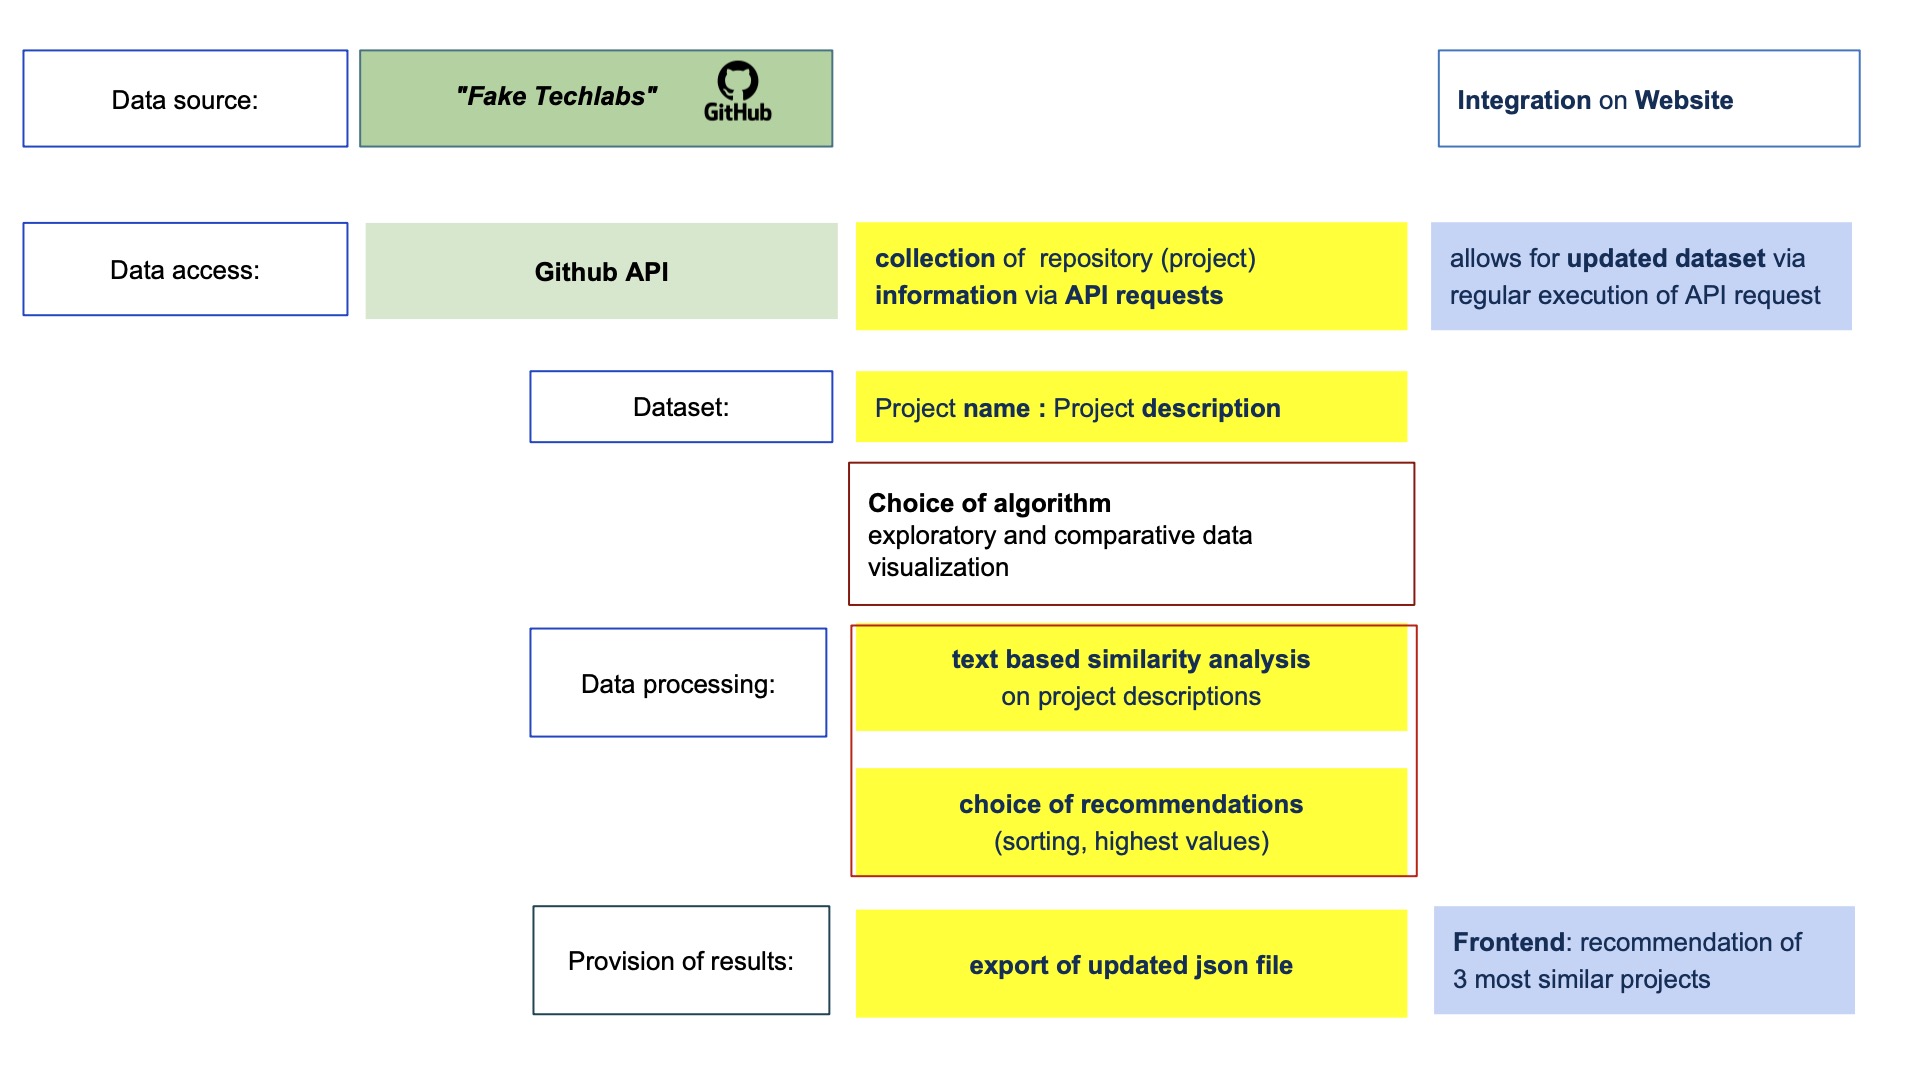 Data source:
"Fake Techlabs"
GitHub
Integration on Website
Data access:
Github API
collection of  repository (project)
information via API requests
allows for updated dataset via
regular execution of API request
Dataset:
Project name : Project description
Choice of algorithm
exploratory and comparative data
visualization
Data processing:
text based similarity analysis
on project descriptions
choice of recommendations
(sorting, highest values)
Provision of results:
export of updated json file
Frontend: recommendation of
3 most similar projects